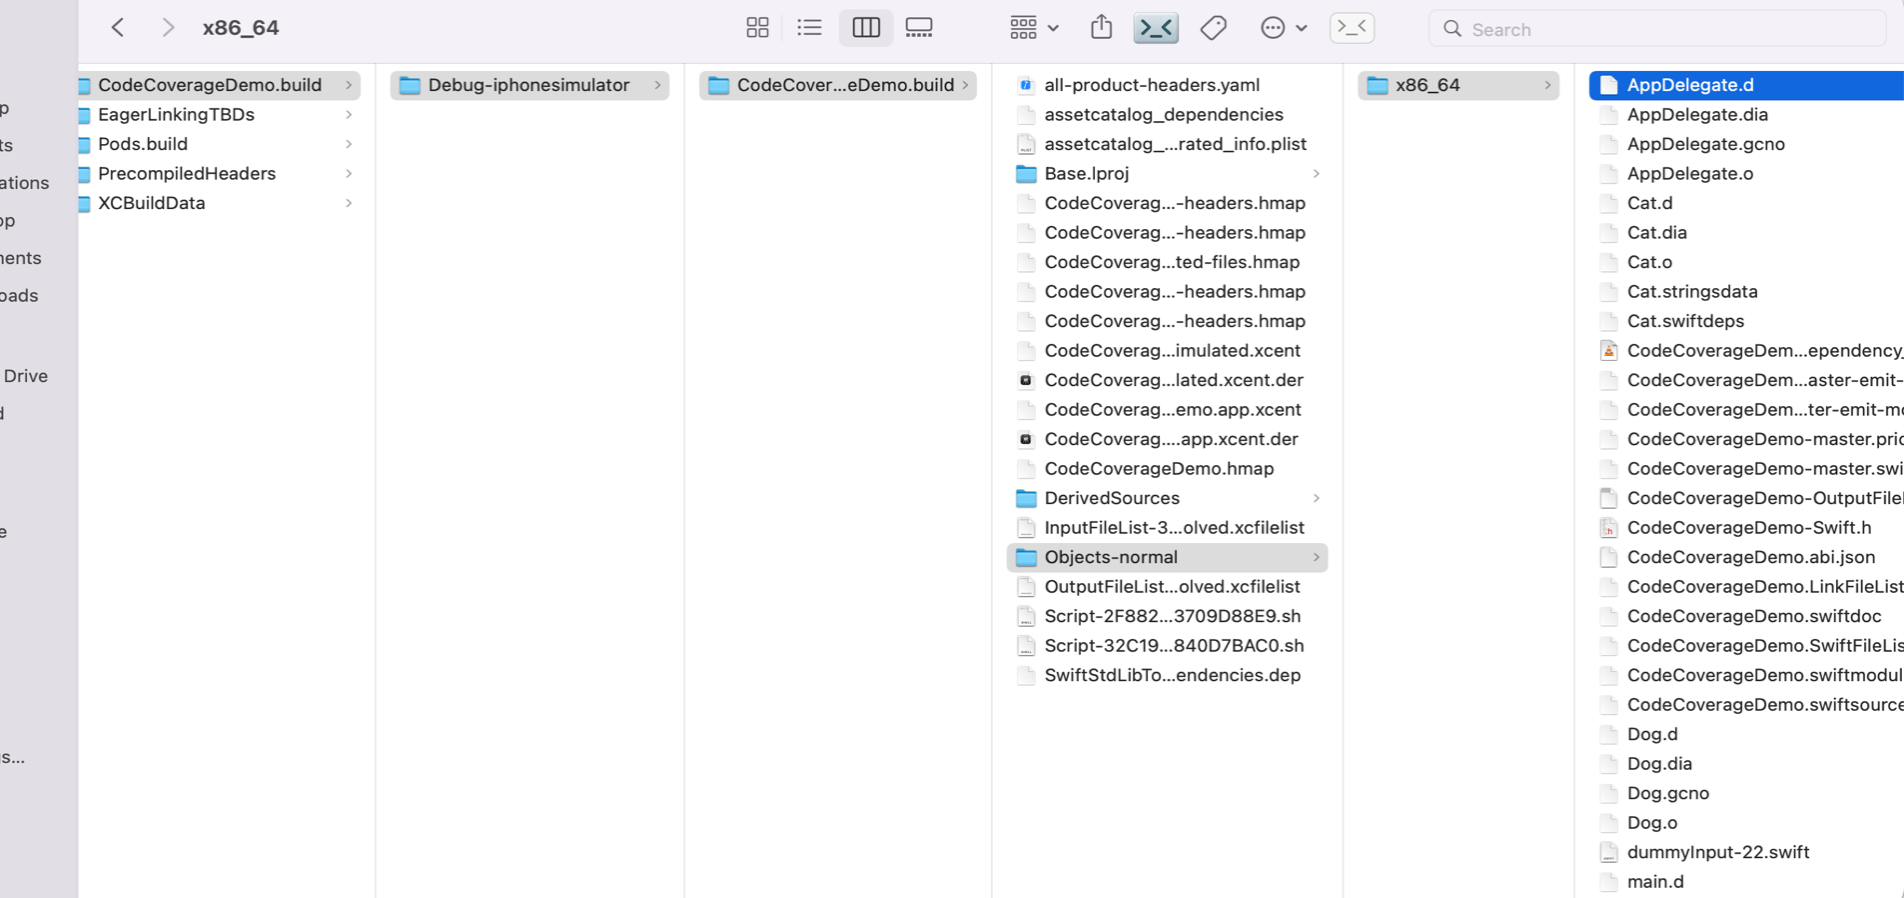 x86_64
Search
p
ts
ations
op
nents
oads
Drive
d
e
s...
CodeCoverageDemo.build
EagerLinkingTBDs
Pods.build
PrecompiledHeaders
XCBuildData
Debug-iphonesimulator
CodeCover...eDemo.build
all-product-headers.yaml
assetcatalog_dependencies
assetcatalog_...rated_info.plist
Base.lproj
CodeCoverag...-headers.hmap
CodeCoverag...-headers.hmap
CodeCoverag...ted-files.hmap
CodeCoverag...-headers.hmap
CodeCoverag...-headers.hmap
CodeCoverag...imulated.xcent
CodeCoverag...lated.xcent.der
CodeCoverag...emo.app.xcent
CodeCoverag....app.xcent.der
CodeCoverageDemo.hmap
DerivedSources
InputFileList-3...olved.xcfilelist
Objects-normal
OutputFileList...olved.xcfilelist
Script-2F882...3709D88E9.sh
Script-32C19...840D7BAC0.sh
SwiftStdLibTo...endencies.dep
x86_64
AppDelegate.d
AppDelegate.dia
AppDelegate.gcno
AppDelegate.o
Cat.d
Cat.dia
Cat.o
Cat.stringsdata
Cat.swiftdeps
CodeCoverageDem...ependency_
CodeCoverageDem...aster-emit-
CodeCoverageDem...ter-emit-mo
CodeCoverageDemo-master.prio
CodeCoverageDemo-master.swi
CodeCoverageDemo-OutputFileL
CodeCoverageDemo-Swift.h
CodeCoverageDemo.abi.json
CodeCoverageDemo.LinkFileList
CodeCoverageDemo.swiftdoc
CodeCoverageDemo.SwiftFileLis
CodeCoverageDemo.swiftmodul
CodeCoverageDemo.swiftsource
Dog.d
Dog.dia
Dog.gcno
Dog.o
dummyInput-22.swift
main.d